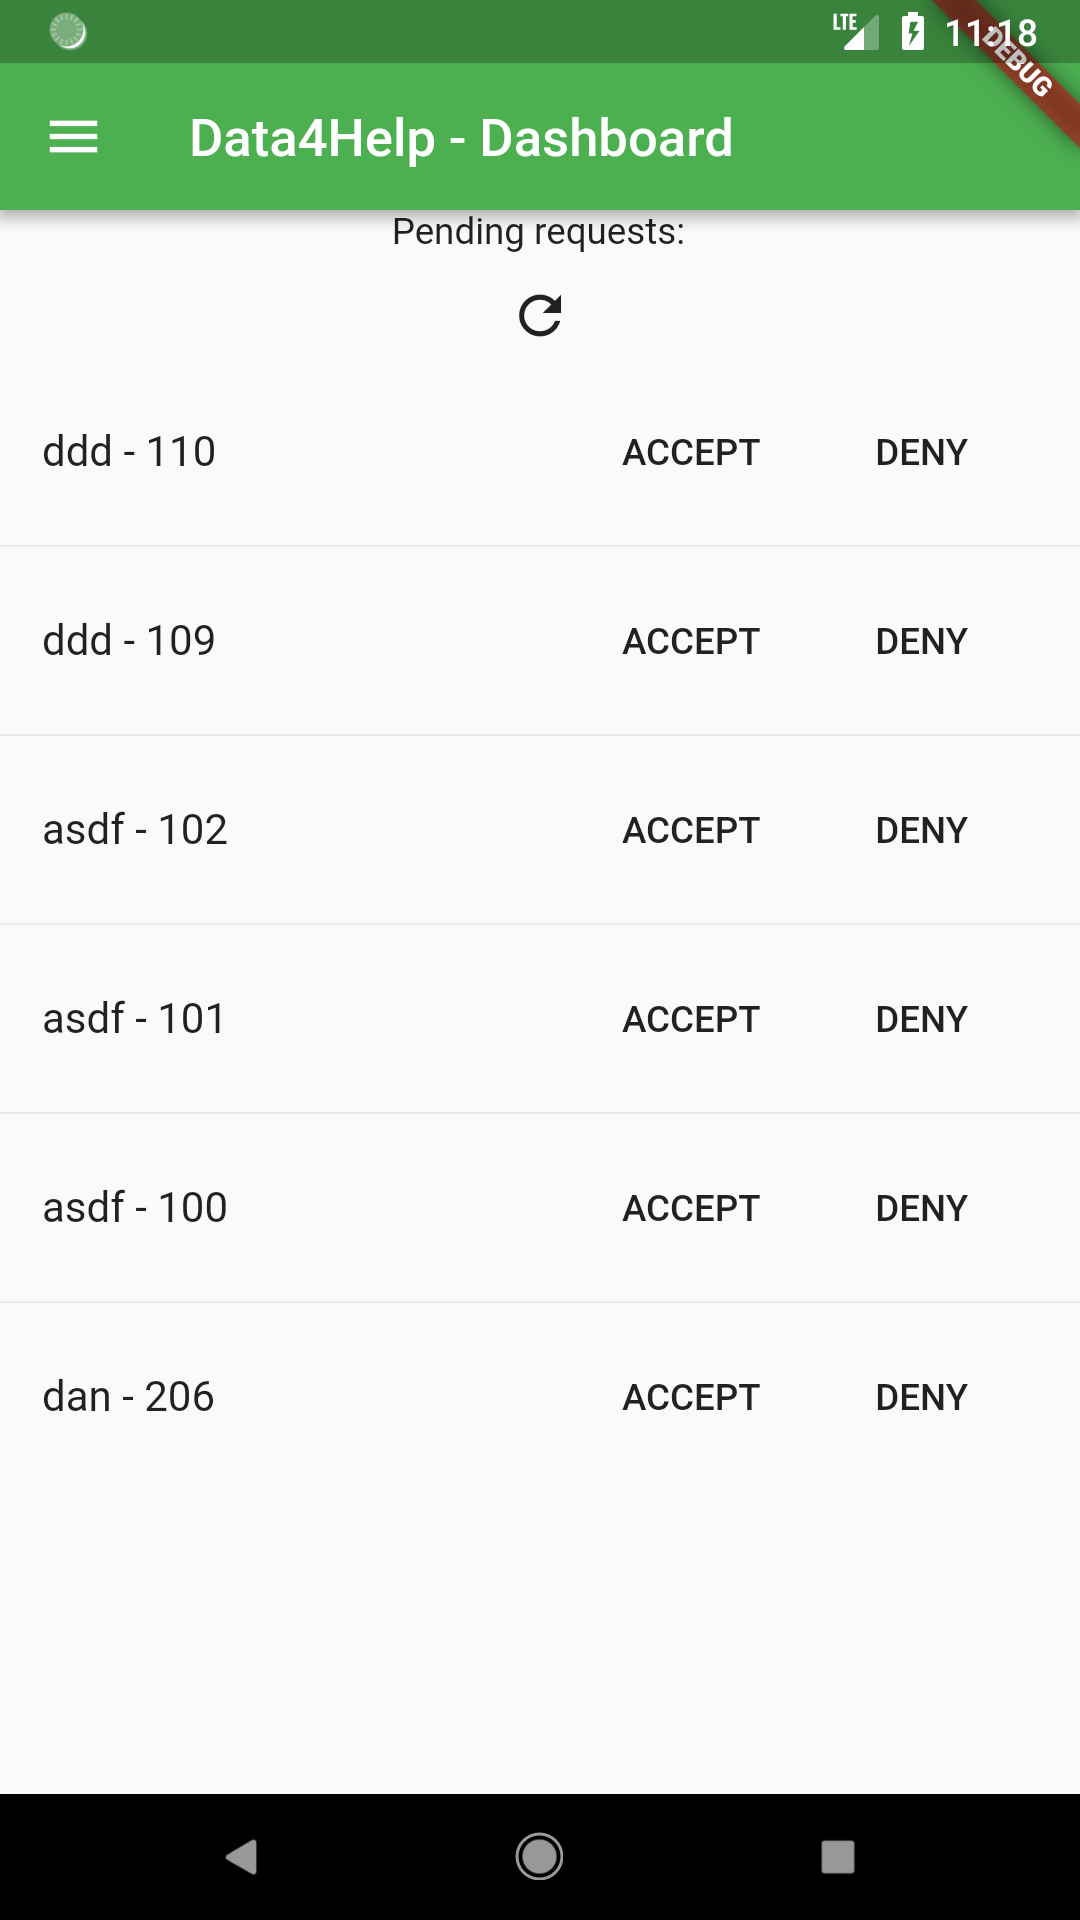 LTE 11:18
DEBUG
Data4Help - Dashboard
Pending requests:
ddd - 110 ACCEPT DENY
ddd - 109 ACCEPT DENY
asdf - 102 ACCEPT DENY
asdf - 101 ACCEPT DENY
asdf - 100 ACCEPT DENY
dan - 206 ACCEPT DENY